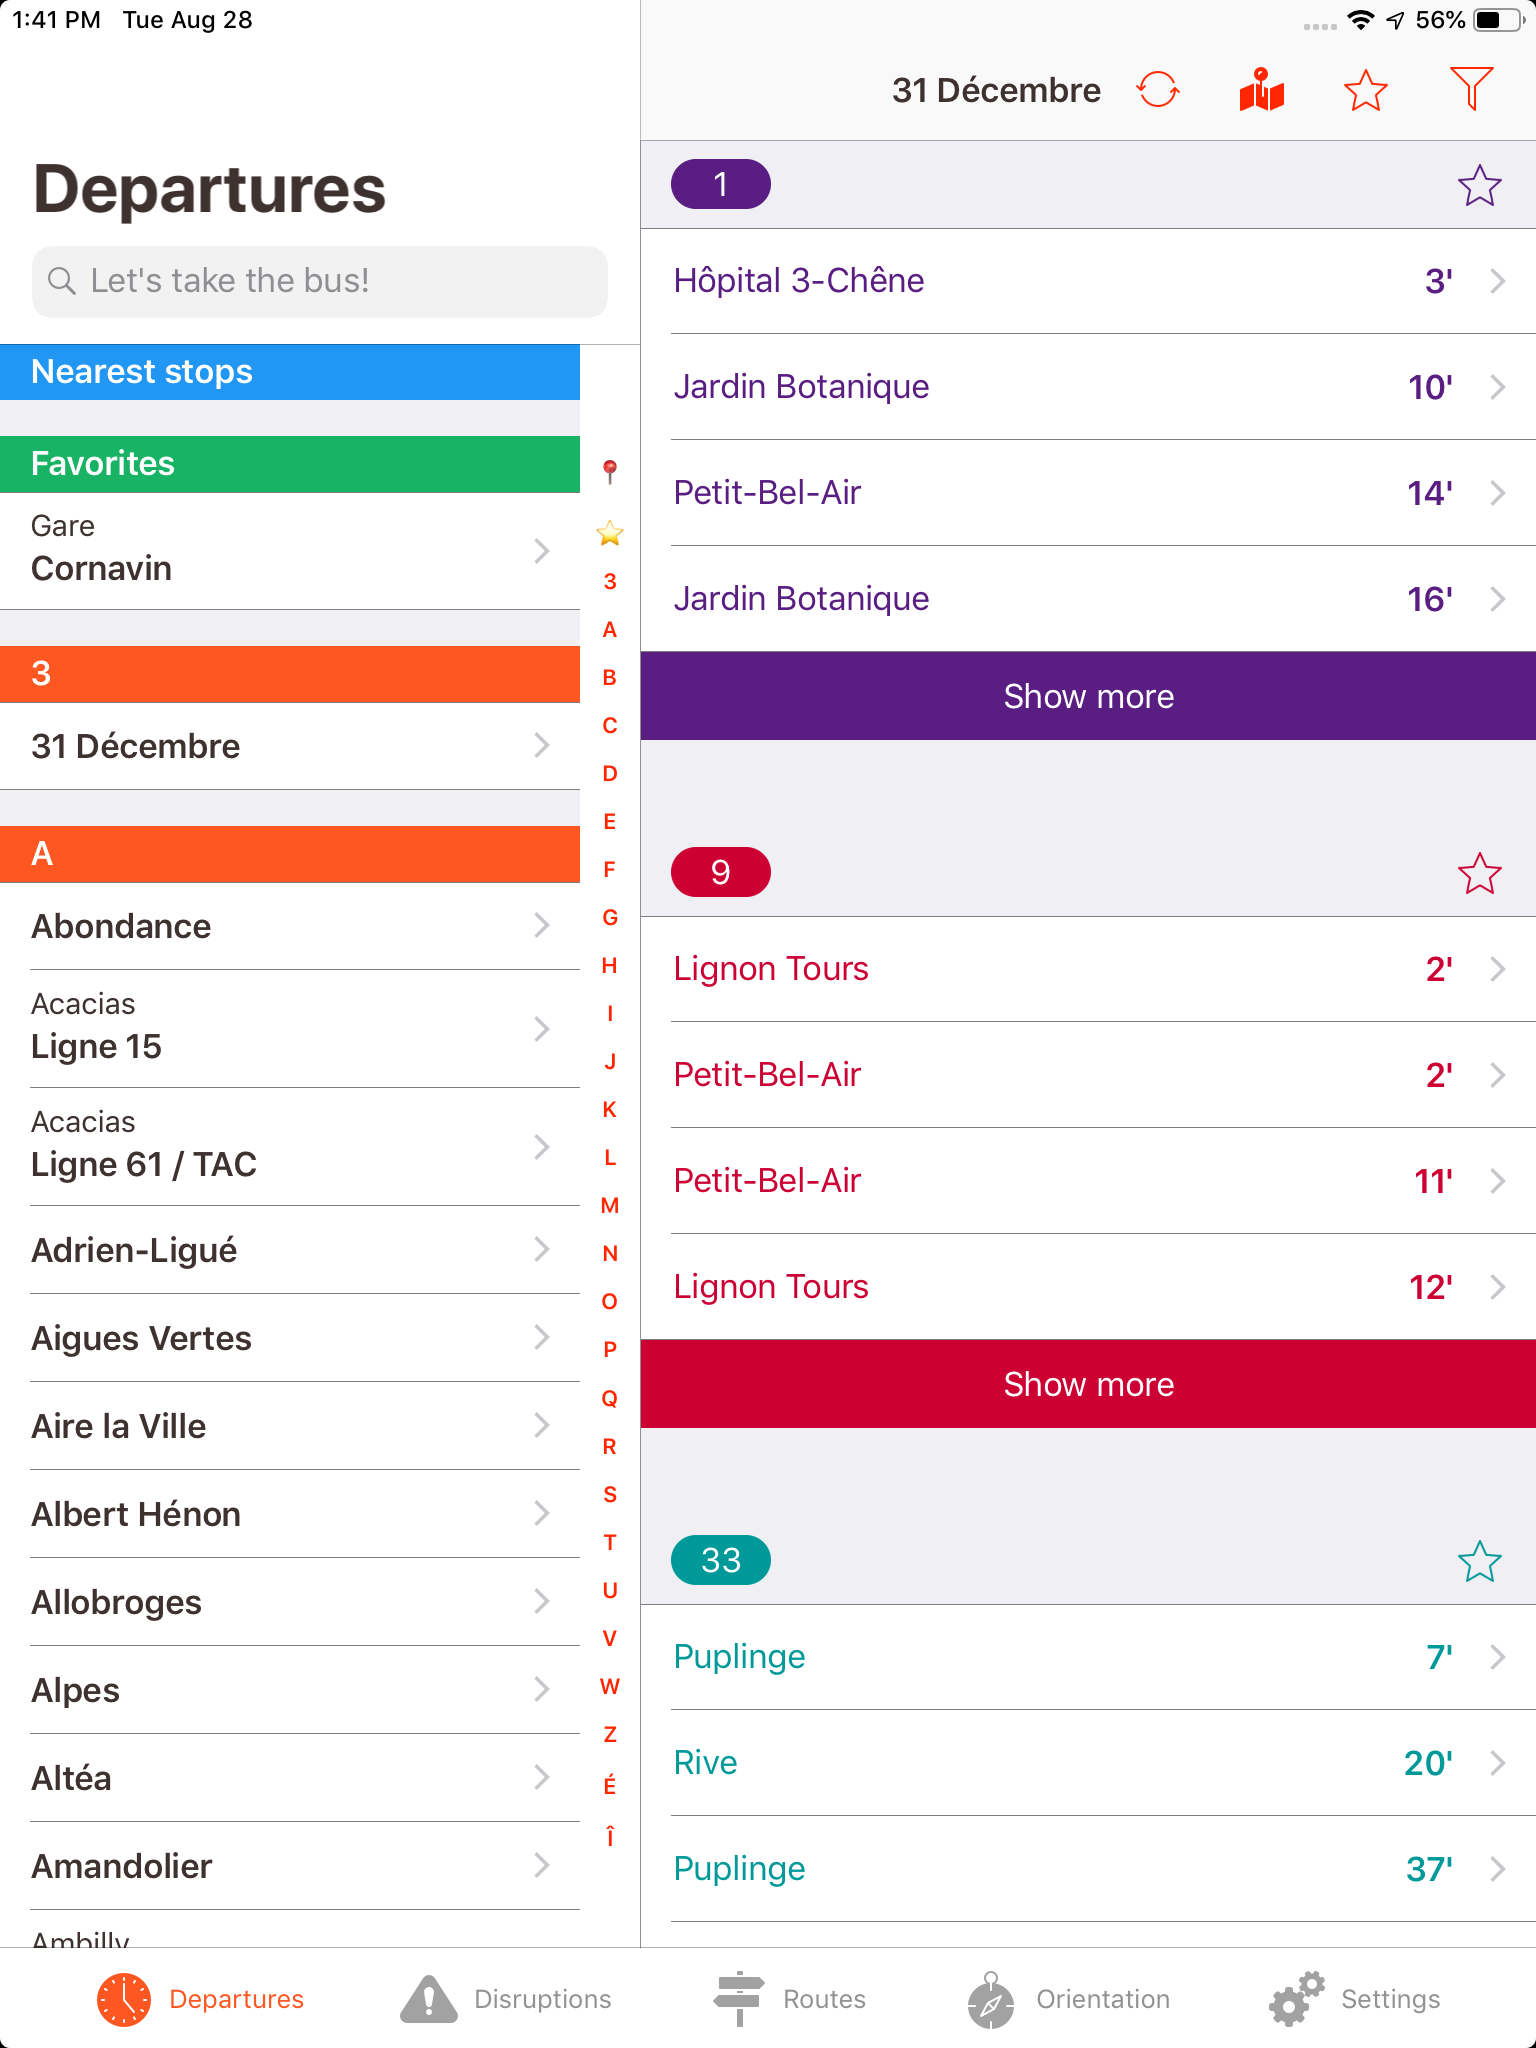 1:41 PM Tue Aug 28
56%
Departures
Let's take the bus!
Nearest stops
Favorites
Gare
Cornavin
3
31 Décembre
A
Abondance
Acacias
Ligne 15
Acacias
Ligne 61 / TAC
Adrien-Ligué
Aigues Vertes
Aire la Ville
Albert Hénon
Allobroges
Alpes
Altéa
Amandolier
Ambilly
3
A
B
C
D
E
F
G
H
I
J
K
L
M
N
O
P
Q
R
S
T
U
V
W
Z
É
Î
31 Décembre
1
Hôpital 3-Chêne 3'
Jardin Botanique 10'
Petit-Bel-Air 14'
Jardin Botanique 16'
Show more
9
Lignon Tours 2'
Petit-Bel-Air 2'
Petit-Bel-Air 11'
Lignon Tours 12'
Show more
33
Puplinge 7'
Rive 20'
Puplinge 37'
Departures
Disruptions
Routes
Orientation
Settings